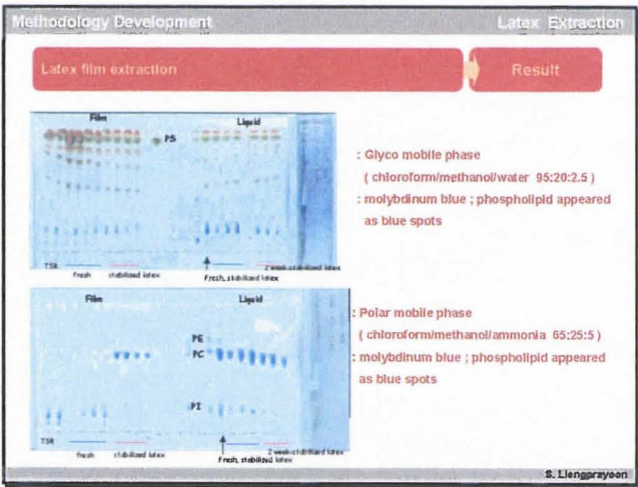 Methodology Development
Latex Extraction
Latex film extraction
Result
Film
Liquid
PS
TSR
fresh
stabilized latex
Fresh, stabilized latex
2 week stabilized latex
: Glyco mobile phase
( chloroform/methanol/water 95:20:2.5 )
: molybdinum blue ; phospholipid appeared
as blue spots
Film
Liquid
PE
PC
PI
TSR
fresh
stabilized latex
Fresh, stabilized latex
2 week stabilized latex
: Polar mobile phase
( chloroform/methanol/ammonia 65:25:5 )
: molybdinum blue ; phospholipid appeared
as blue spots
S. Liengprayoon